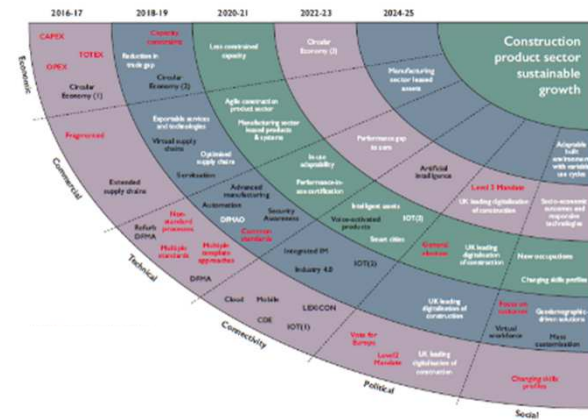 2016-17
2018-19
2020-21
2022-23
2024-25
Economic
CAPEX
TOTEX
OPEX
Circular
Economy (1)
Capacity
constraints
Reduction in
trade gap
Circular
Economy (2)
Less constrained
capacity
Circular
Economy (3)
Manufacturing
sector leased
assets
Construction
product sector
sustainable
growth
Commercial
Fragmented
Extended
supply chains
Exportable services
and technologies
Virtual supply
chains
Optimised
supply chains
Servitisation
Agile construction
product sector
Manufacturing sector
leased products
& systems
In use
adaptability
Performance-in-
use certification
Performance gap
to zero
Artificial
intelligence
Adaptable
built
Technical
Refurb
DfMA
Non-
standard
processes
Multiple
standards
Multiple
template
approaches
DfMA
Advanced
manufacturing
Automation
Security
Awareness
Common
standards
Voice-activated
products
Intelligent assets
IOT(3)
Smart cities
Connectivity
Cloud
Mobile
COE
LEXICON
IOT(1)
Integrated IM
Industry 4.0
IOT(2)
Level 3 Mandate
UK leading digitalisation
of construction
General
election
UK leading
digitalisation
of construction
UK leading
digitalisation of
construction
Political
Vote for
Europe
Level2
Mandate
UK leading
digitalisation of
construction
Socio-economic
outcomes and
responsive
technologies
New occupations
Changing skills profiles
Virtual
workforce
Mass
customisation
Changing skills
profiles
Social